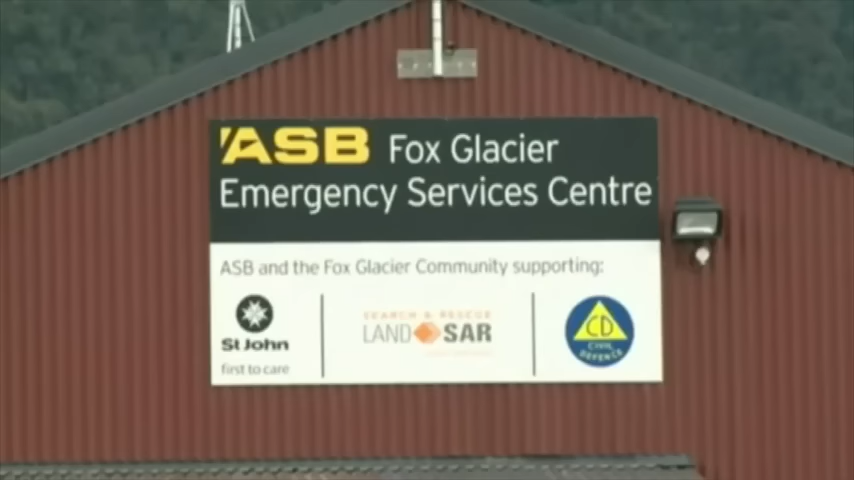 ASB Fox Glacier
Emergency Services Centre
ASB and the Fox Glacier Community supporting:
St John
first to care
SEARCH & RESCUE
LAND SAR
CD
CIVIL
DEFENCE